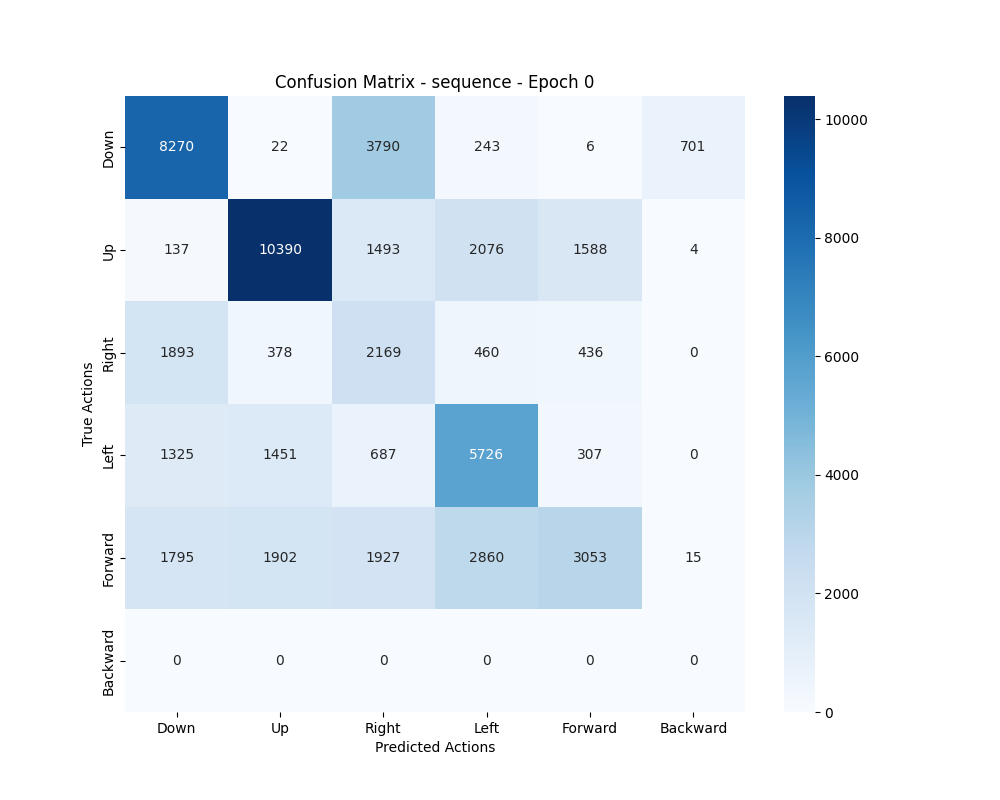 Confusion Matrix - sequence - Epoch 0
Down 8270 22 3790 243 6 701
Up 137 10390 1493 2076 1588 4
Right 1893 378 2169 460 436 0
Left 1325 1451 687 5726 307 0
Forward 1795 1902 1927 2860 3053 15
Backward 0 0 0 0 0 0
Down Up Right Left Forward Backward
Predicted Actions
True Actions
10000
8000
6000
4000
2000
0